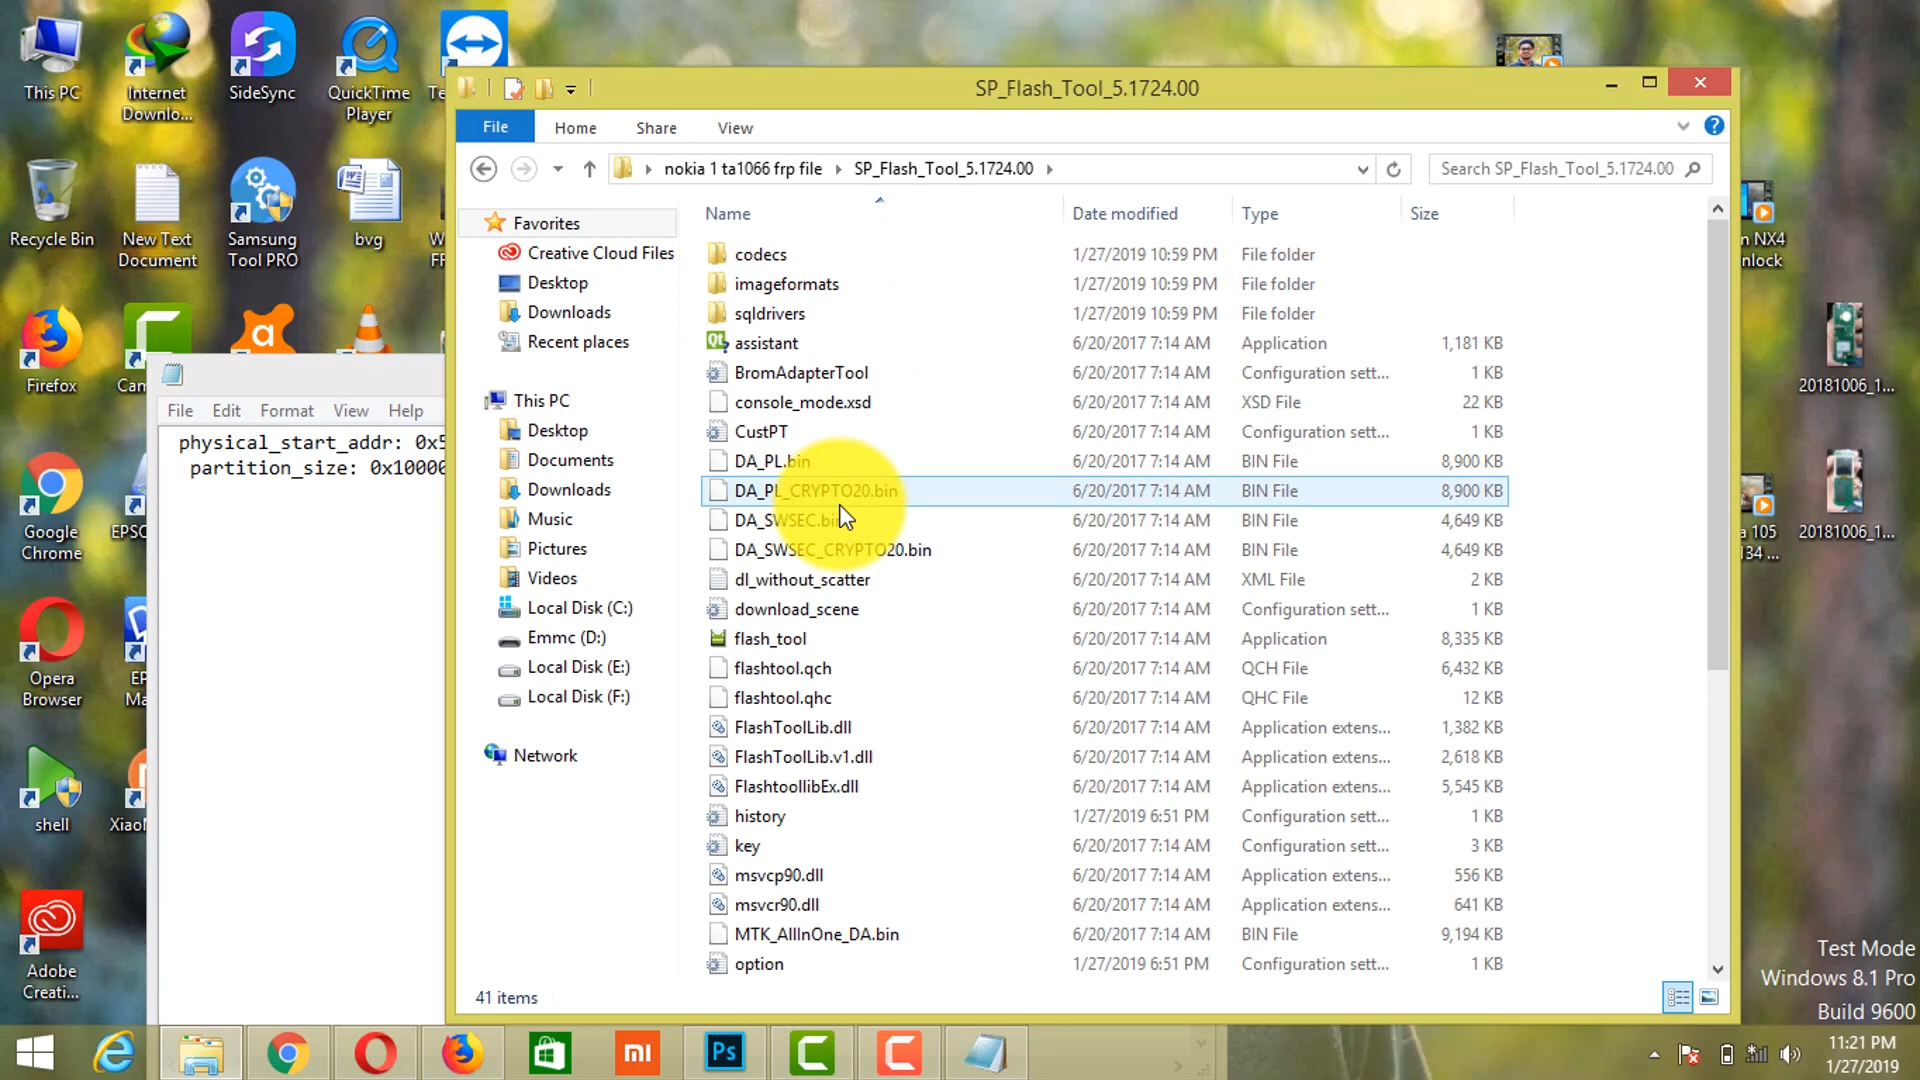 This PC
Internet
Downlo...
SideSync
QuickTime
Player
Te
Recycle Bin
New Text
Document
Samsung
Tool PRO
bvg
W
FF
Firefox
Can
Google
Chrome
EPSC
Opera
Browser
EP
Ma
shell
XiaoM
Adobe
Creati...
File Edit Format View Help
physical_start_addr: 0x5
partition_size: 0x10000
SP_Flash_Tool_5.1724.00
File Home Share View
nokia 1 ta1066 frp file SP_Flash_Tool_5.1724.00
Search SP_Flash_Tool_5.1724.00
Favorites
Creative Cloud Files
Desktop
Downloads
Recent places
This PC
Desktop
Documents
Downloads
Music
Pictures
Videos
Local Disk (C:)
Emmc (D:)
Local Disk (E:)
Local Disk (F:)
Network
Name Date modified Type Size
codecs 1/27/2019 10:59 PM File folder
imageformats 1/27/2019 10:59 PM File folder
sqldrivers 1/27/2019 10:59 PM File folder
assistant 6/20/2017 7:14 AM Application 1,181 KB
BromAdapterTool 6/20/2017 7:14 AM Configuration sett... 1 KB
console_mode.xsd 6/20/2017 7:14 AM XSD File 22 KB
CustPT 6/20/2017 7:14 AM Configuration sett... 1 KB
DA_PL.bin 6/20/2017 7:14 AM BIN File 8,900 KB
DA_PL_CRYPTO20.bin 6/20/2017 7:14 AM BIN File 8,900 KB
DA_SWSEC.bin 6/20/2017 7:14 AM BIN File 4,649 KB
DA_SWSEC_CRYPTO20.bin 6/20/2017 7:14 AM BIN File 4,649 KB
dl_without_scatter 6/20/2017 7:14 AM XML File 2 KB
download_scene 6/20/2017 7:14 AM Configuration sett... 1 KB
flash_tool 6/20/2017 7:14 AM Application 8,335 KB
flashtool.qch 6/20/2017 7:14 AM QCH File 6,432 KB
flashtool.qhc 6/20/2017 7:14 AM QHC File 12 KB
FlashToolLib.dll 6/20/2017 7:14 AM Application extens... 1,382 KB
FlashToolLib.v1.dll 6/20/2017 7:14 AM Application extens... 2,618 KB
FlashtoollibEx.dll 6/20/2017 7:14 AM Application extens... 5,545 KB
history 1/27/2019 6:51 PM Configuration sett... 1 KB
key 6/20/2017 7:14 AM Configuration sett... 3 KB
msvcp90.dll 6/20/2017 7:14 AM Application extens... 556 KB
msvcr90.dll 6/20/2017 7:14 AM Application extens... 641 KB
MTK_AllInOne_DA.bin 6/20/2017 7:14 AM BIN File 9,194 KB
option 1/27/2019 6:51 PM Configuration sett... 1 KB
41 items
n NX4
nlock
20181006_1...
a 105
134 ...
20181006_1...
Test Mode
Windows 8.1 Pro
Build 9600
mi
Ps
11:21 PM
1/27/2019